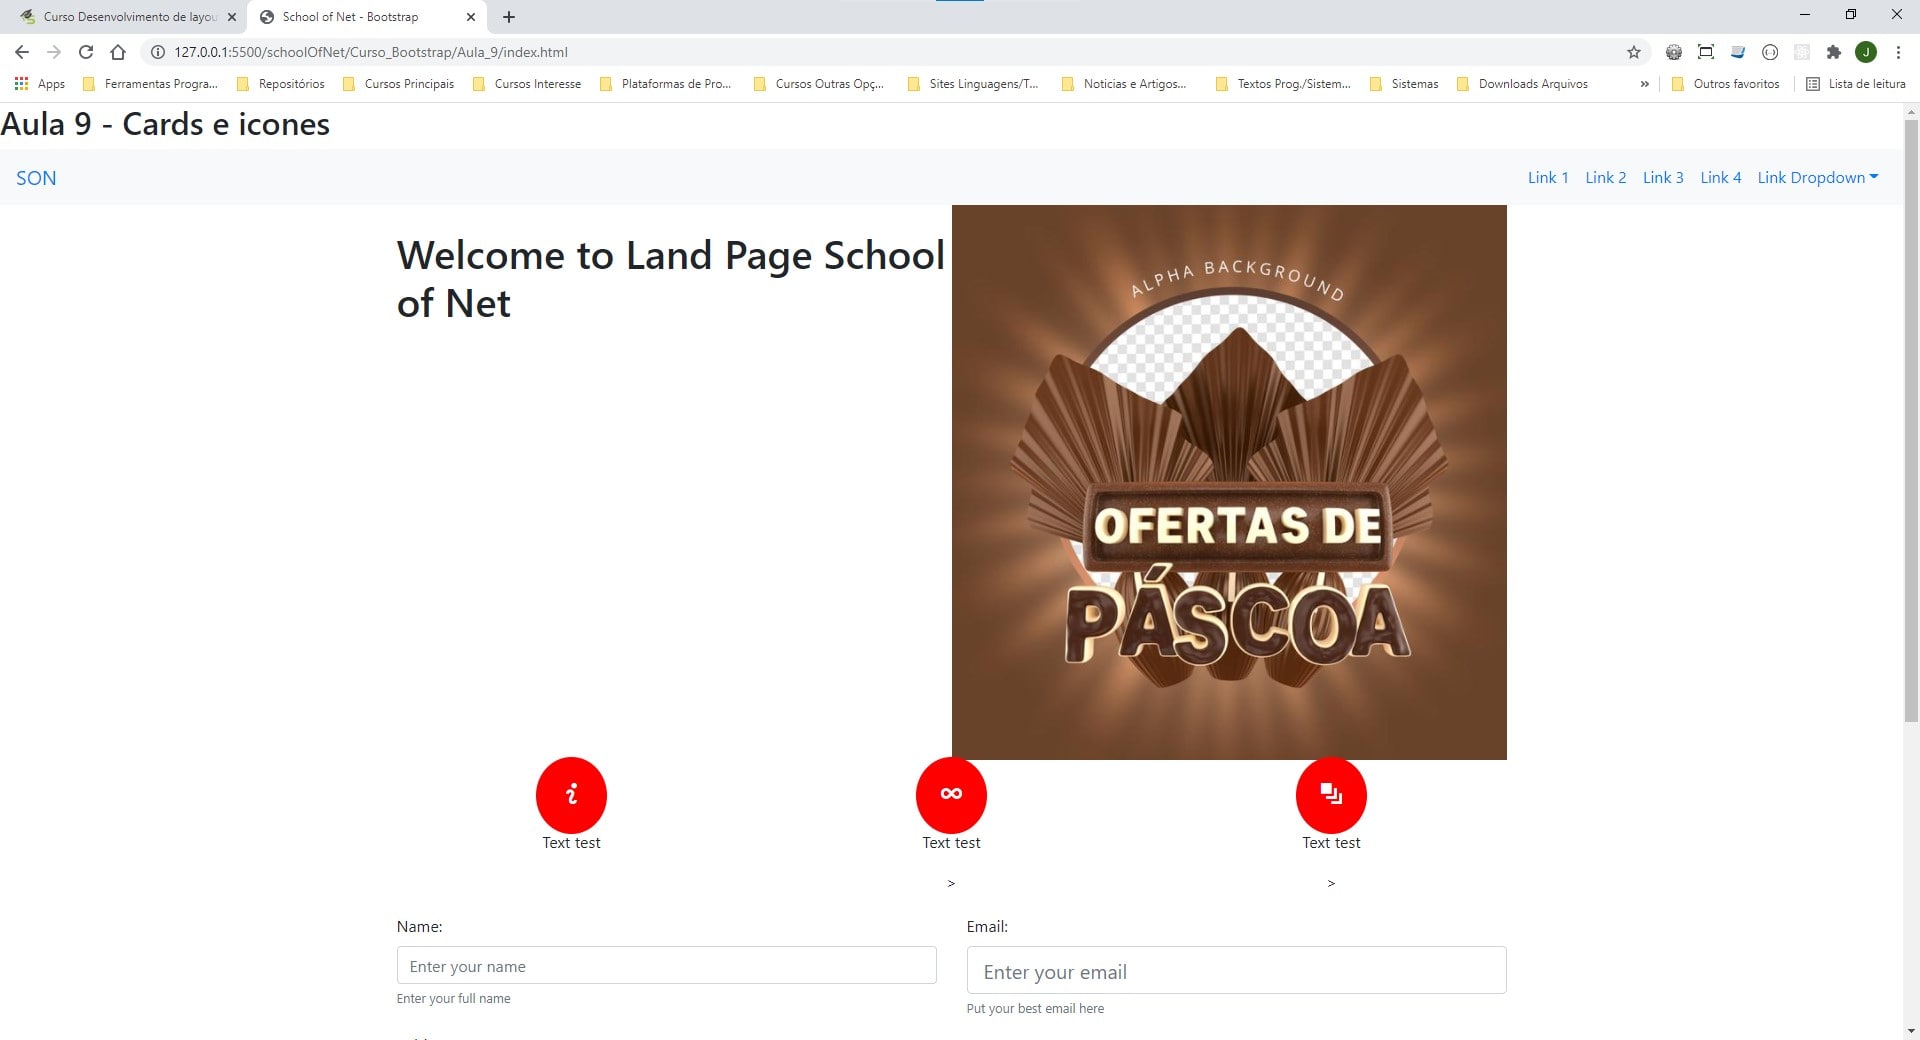 Curso Desenvolvimento de layou
School of Net - Bootstrap
127.0.0.1:5500/schoolOfNet/Curso_Bootstrap/Aula_9/index.html
J
Apps
Ferramentas Progra...
Repositórios
Cursos Principais
Cursos Interesse
Plataformas de Pro...
Cursos Outras Opç...
Sites Linguagens/T...
Noticias e Artigos...
Textos Prog./Sistem...
Sistemas
Downloads Arquivos
»
Outros favoritos
Lista de leitura
Aula 9 - Cards e icones
SON
Link 1
Link 2
Link 3
Link 4
Link Dropdown
Welcome to Land Page School
of Net
ALPHA BACKGROUND
OFERTAS DE
PÁSCOA
Text test
Text test
Text test
>
>
Name:
Email:
Enter your name
Enter your email
Enter your full name
Put your best email here